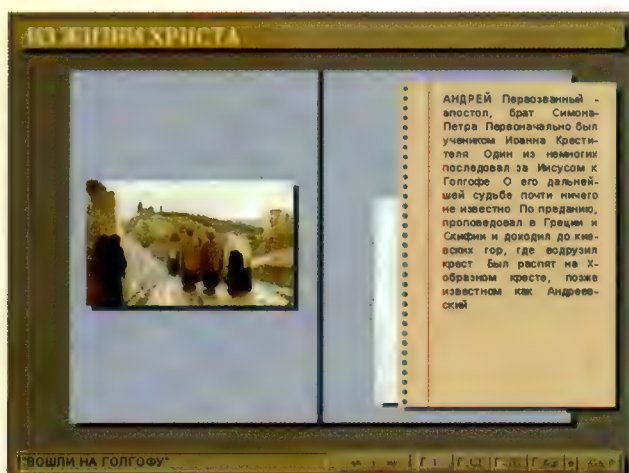 ИЗ ЖИЗНИ ХРИСТА
АНДРЕЙ Первозванный -
апостол, брат Симона-
Петра Первоначально был
учеником Иоанна Крести-
теля Один из немногих
последовал за Иисусом к
Голгофе О его дальней-
шей судьбе почти ничего
не известно По преданию,
проповедовал в Греции и
Скифии и доходил до кие-
вских гор, где водрузил
крест Был распят на Х-
образном кресте, позже
известном как Андреев-
ский
"ВОШЛИ НА ГОЛГОФУ"